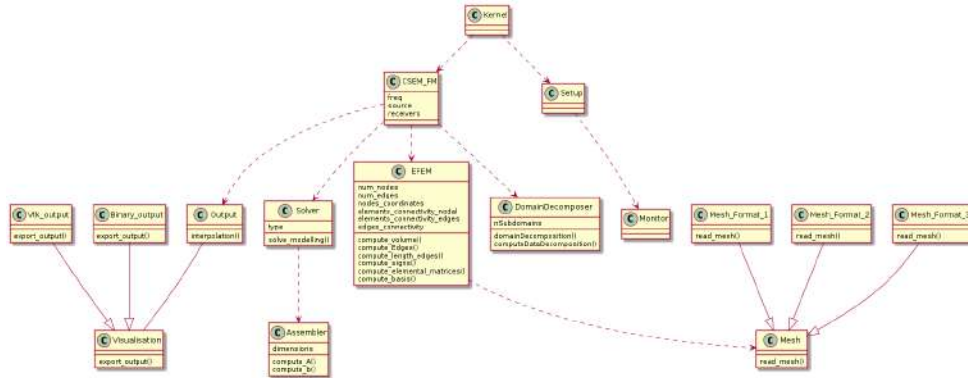 C Kernel
C CSEM_FM
freq
source
receivers
C Setup
C EFEM
num_nodes
num_edges
nodes_coordinates
elements_connectivity_nodal
elements_connectivity_edges
edges_connectivity
compute_volume()
compute_Edges()
compute_length_edges()
compute_signs()
compute_elemental_matrices()
compute_basis()
C Vtk_output
export_output()
C Binary_output
export_output()
C Output
interpolation()
C Solver
type
solve_modelling()
C DomainDecomposer
nSubdomains
domainDecomposition()
computeDataDecomposition()
C Monitor
C Mesh_Format_1
read_mesh()
C Mesh_Format_2
read_mesh()
C
read_mesh()
C Visualisation
export_output()
C Assembler
dimensions
compute_A()
compute_b()
C Mesh
read_mesh()